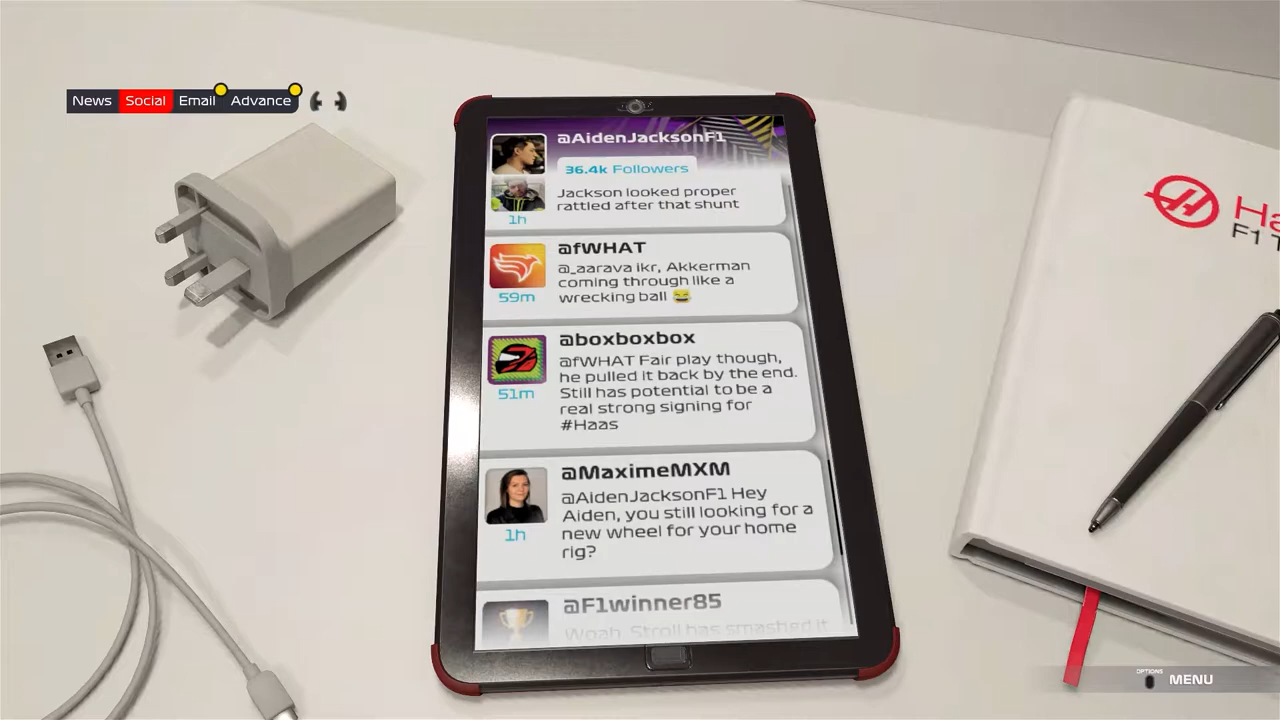 News Social Email Advance
@AidenJacksonF1
36.4k Followers
Jackson looked proper
rattled after that shunt
1h
@fWHAT
@_aarava ikr, Akkerman
coming through like a
wrecking ball 😆
59m
@boxboxbox
@fWHAT Fair play though,
he pulled it back by the end.
Still has potential to be a
real strong signing for
#Haas
51m
@MaximeMXM
@AidenJacksonF1 Hey
Aiden, you still looking for a
new wheel for your home
rig?
1h
@F1winner85
Woah, Stroll has smashed it
Ha
F1 T
OPTIONS
MENU